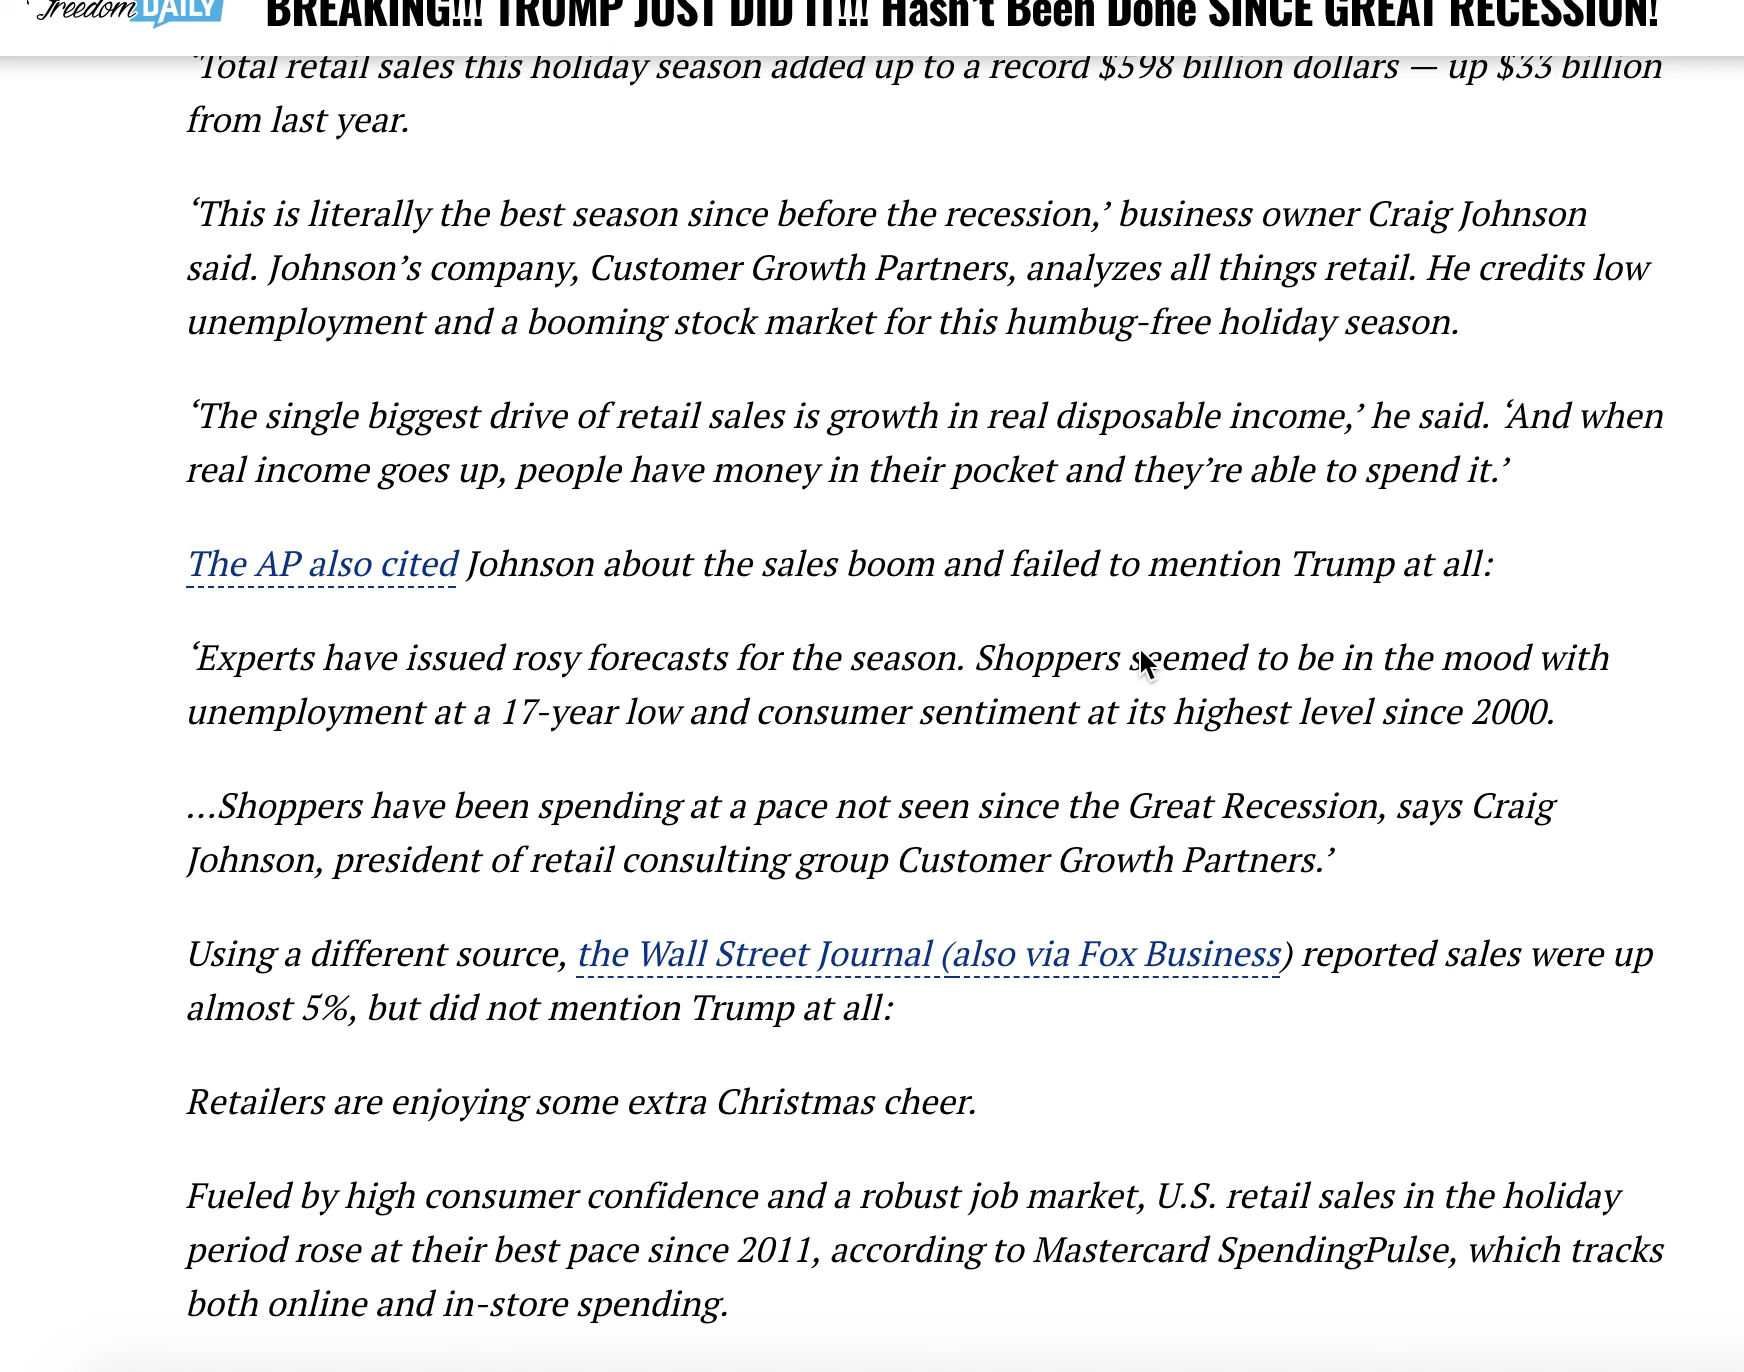 Freedom DAILY
BREAKING!!! TRUMP JUST DID IT!!! Hasn't Been Done SINCE GREAT RECESSION!
‘Total retail sales this holiday season added up to a record $598 billion dollars — up $33 billion
from last year.
‘This is literally the best season since before the recession,’ business owner Craig Johnson
said. Johnson’s company, Customer Growth Partners, analyzes all things retail. He credits low
unemployment and a booming stock market for this humbug-free holiday season.
‘The single biggest drive of retail sales is growth in real disposable income,’ he said. ‘And when
real income goes up, people have money in their pocket and they’re able to spend it.’
The AP also cited Johnson about the sales boom and failed to mention Trump at all:
‘Experts have issued rosy forecasts for the season. Shoppers seemed to be in the mood with
unemployment at a 17-year low and consumer sentiment at its highest level since 2000.
…Shoppers have been spending at a pace not seen since the Great Recession, says Craig
Johnson, president of retail consulting group Customer Growth Partners.’
Using a different source, the Wall Street Journal (also via Fox Business) reported sales were up
almost 5%, but did not mention Trump at all:
Retailers are enjoying some extra Christmas cheer.
Fueled by high consumer confidence and a robust job market, U.S. retail sales in the holiday
period rose at their best pace since 2011, according to Mastercard SpendingPulse, which tracks
both online and in-store spending.